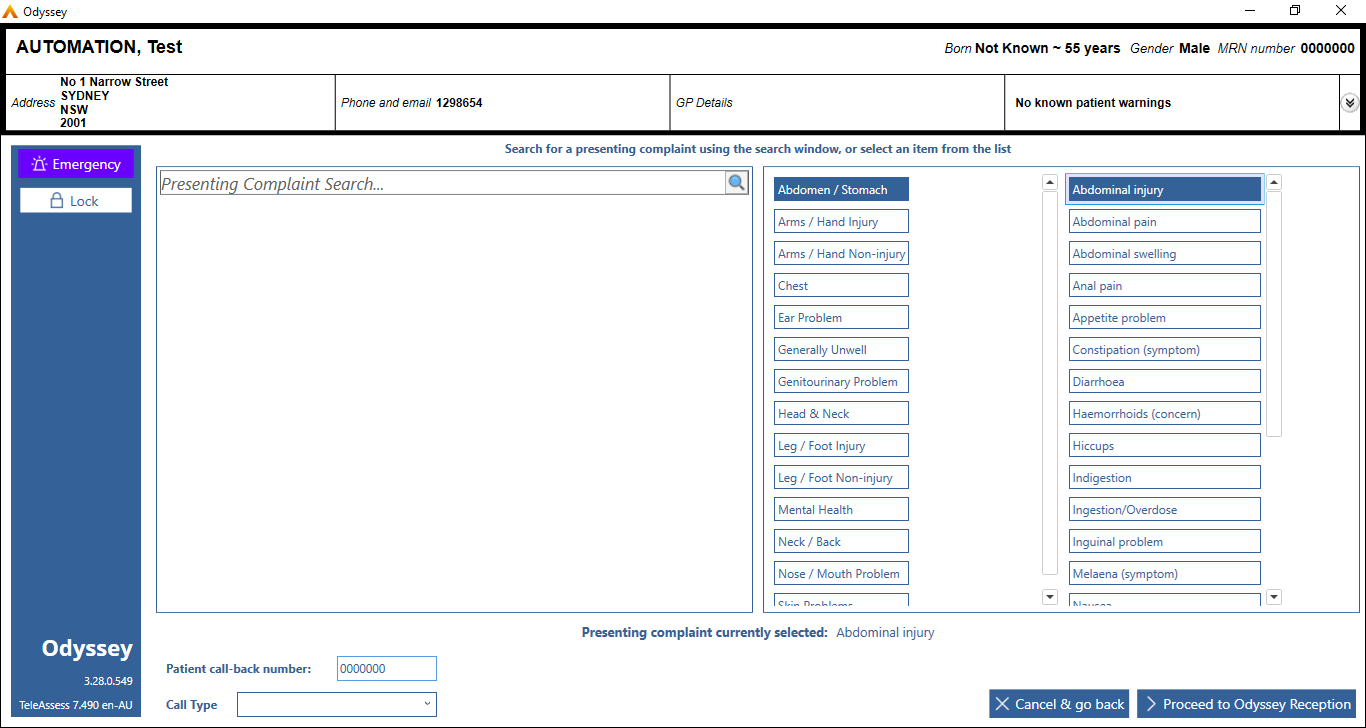 Odyssey
AUTOMATION, Test
Born Not Known ~ 55 years Gender Male MRN number 0000000
Address
No 1 Narrow Street
SYDNEY
NSW
2001
Phone and email 1298654
GP Details
No known patient warnings
Emergency
Lock
Search for a presenting complaint using the search window, or select an item from the list
Presenting Complaint Search...
Abdomen / Stomach
Arms / Hand Injury
Arms / Hand Non-injury
Chest
Ear Problem
Generally Unwell
Genitourinary Problem
Head & Neck
Leg / Foot Injury
Leg / Foot Non-injury
Mental Health
Neck / Back
Nose / Mouth Problem
Skin Problems
Abdominal injury
Abdominal pain
Abdominal swelling
Anal pain
Appetite problem
Constipation (symptom)
Diarrhoea
Haemorrhoids (concern)
Hiccups
Indigestion
Ingestion/Overdose
Inguinal problem
Melaena (symptom)
Nausea
Presenting complaint currently selected: Abdominal injury
Odyssey
3.28.0.549
TeleAssess 7.490 en-AU
Patient call-back number: 0000000
Call Type
Cancel & go back
Proceed to Odyssey Reception